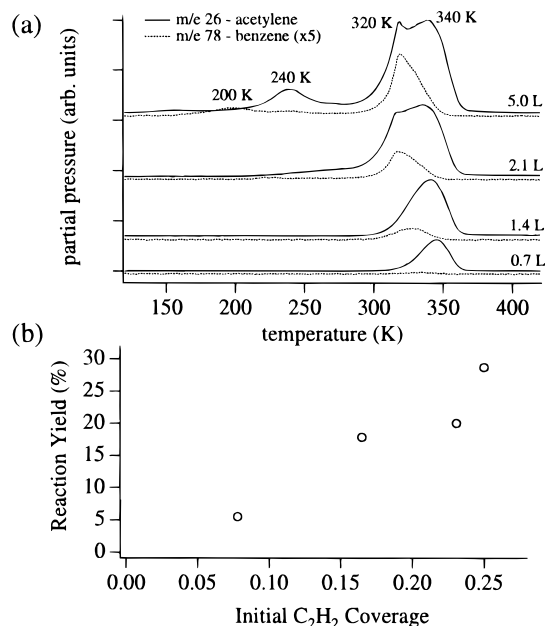 (a)
m/e 26 - acetylene
m/e 78 - benzene (x5)
320 K
340 K
240 K
200 K
5.0 L
2.1 L
1.4 L
0.7 L
partial pressure (arb. units)
150 200 250 300 350 400
temperature (K)
(b)
30
25
20
15
10
5
0
Reaction Yield (%)
0.00 0.05 0.10 0.15 0.20 0.25
Initial C₂H₂ Coverage